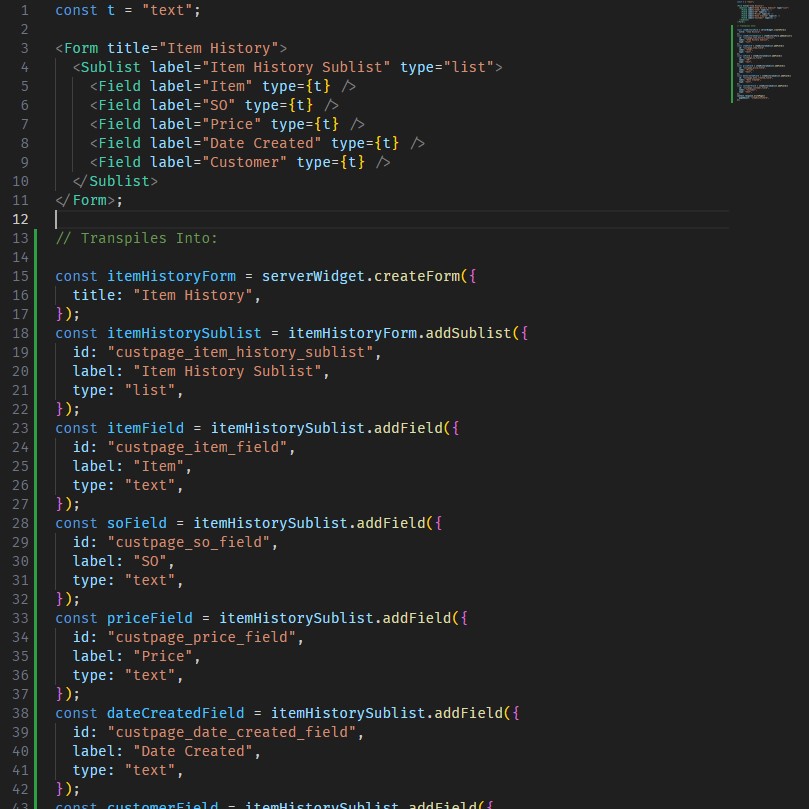 1 const t = "text";
2
3 <Form title="Item History">
4   <Sublist label="Item History Sublist" type="list">
5     <Field label="Item" type={t} />
6     <Field label="SO" type={t} />
7     <Field label="Price" type={t} />
8     <Field label="Date Created" type={t} />
9     <Field label="Customer" type={t} />
10   </Sublist>
11 </Form>;
12
13 // Transpiles Into:
14
15 const itemHistoryForm = serverWidget.createForm({
16   title: "Item History",
17 });
18 const itemHistorySublist = itemHistoryForm.addSublist({
19   id: "custpage_item_history_sublist",
20   label: "Item History Sublist",
21   type: "list",
22 });
23 const itemField = itemHistorySublist.addField({
24   id: "custpage_item_field",
25   label: "Item",
26   type: "text",
27 });
28 const soField = itemHistorySublist.addField({
29   id: "custpage_so_field",
30   label: "SO",
31   type: "text",
32 });
33 const priceField = itemHistorySublist.addField({
34   id: "custpage_price_field",
35   label: "Price",
36   type: "text",
37 });
38 const dateCreatedField = itemHistorySublist.addField({
39   id: "custpage_date_created_field",
40   label: "Date Created",
41   type: "text",
42 });
43 const customerField = itemHistorySublist.addField({